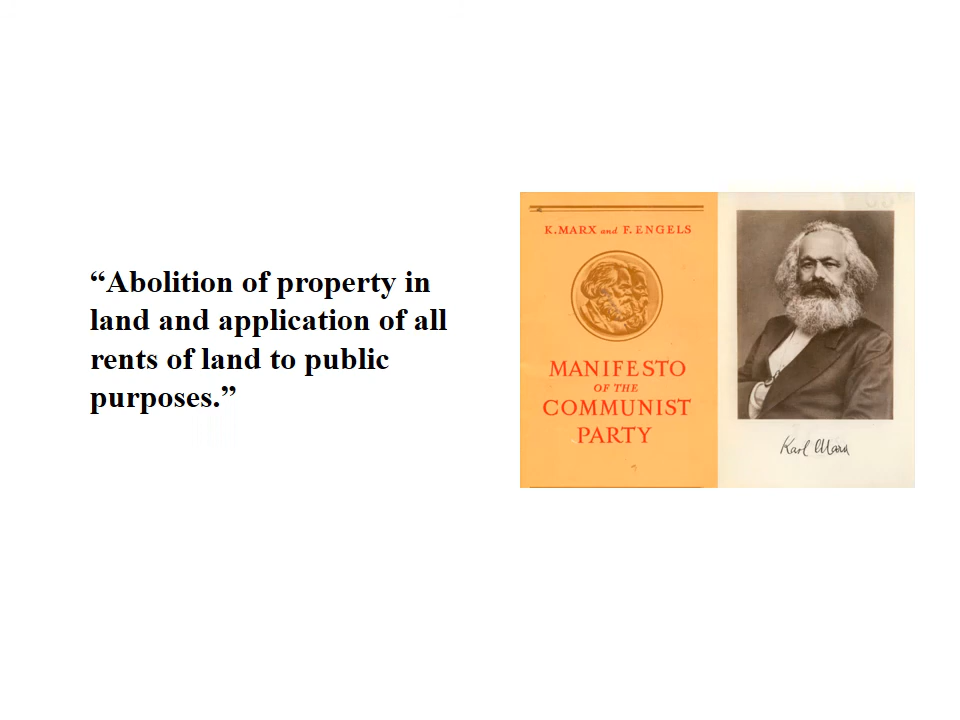 “Abolition of property in
land and application of all
rents of land to public
purposes.”
K. MARX and F. ENGELS
MANIFESTO
OF THE
COMMUNIST
PARTY
Karl Marx